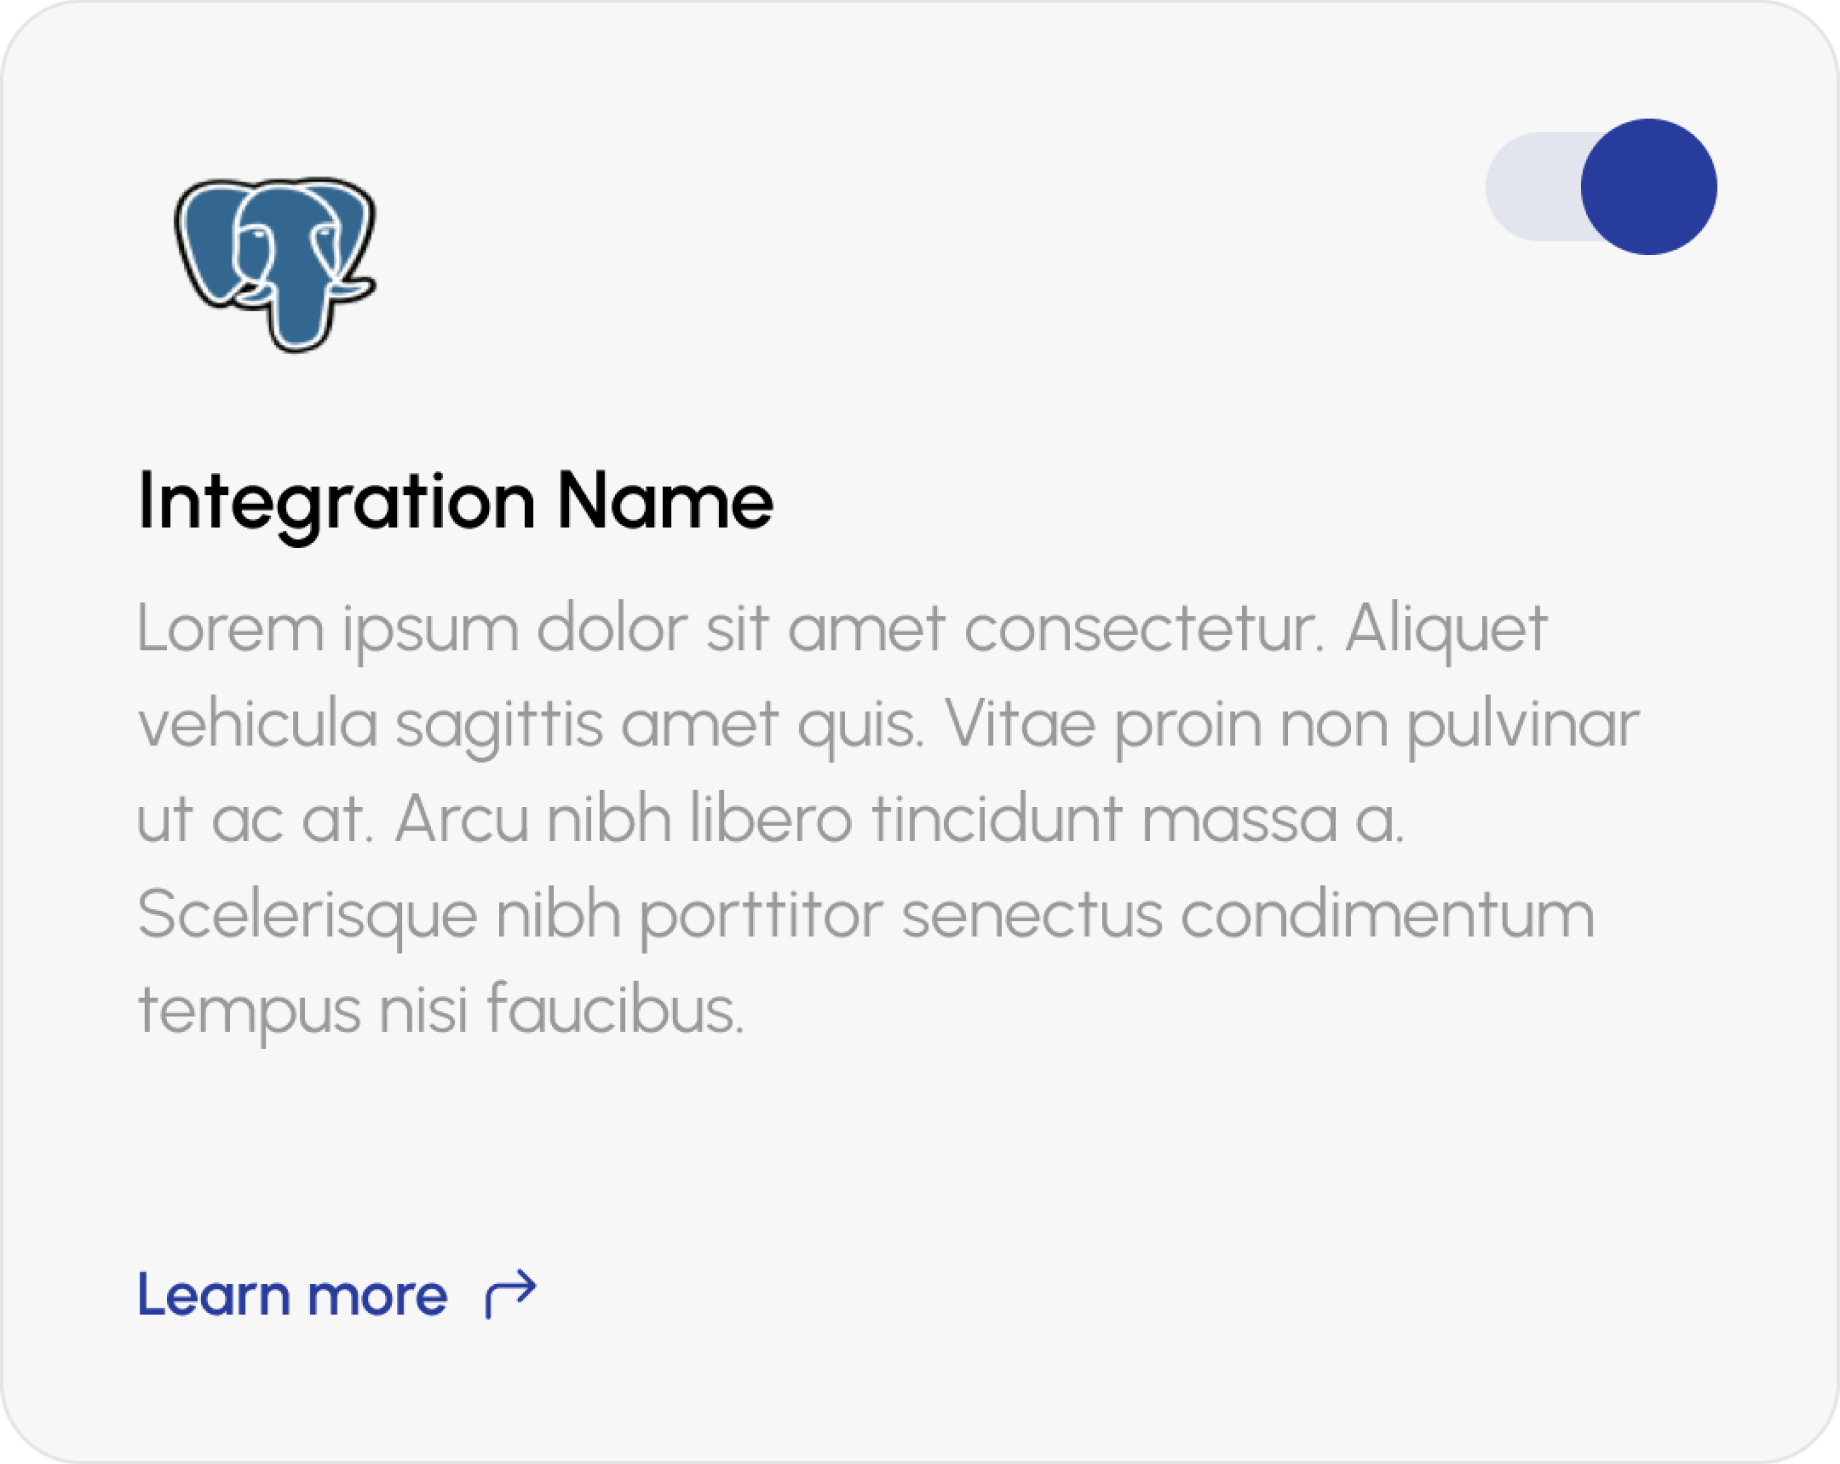 Integration Name
Lorem ipsum dolor sit amet consectetur. Aliquet
vehicula sagittis amet quis. Vitae proin non pulvinar
ut ac at. Arcu nibh libero tincidunt massa a.
Scelerisque nibh porttitor senectus condimentum
tempus nisi faucibus.
Learn more